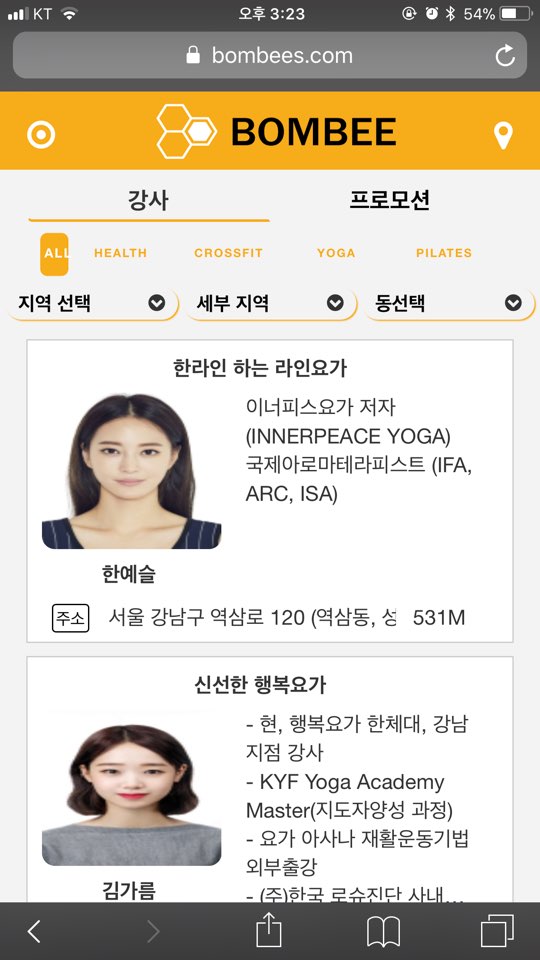 KT 오후 3:23 54%
bombees.com
BOMBEE
강사 프로모션
ALL HEALTH CROSSFIT YOGA PILATES
지역 선택 세부 지역 동선택
한라인 하는 라인요가
이너피스요가 저자
(INNERPEACE YOGA)
국제아로마테라피스트 (IFA,
ARC, ISA)
한예슬
주소 서울 강남구 역삼로 120 (역삼동, 성 531M
신선한 행복요가
- 현, 행복요가 한체대, 강남
지점 강사
- KYF Yoga Academy
Master(지도자양성 과정)
- 요가 아사나 재활운동기법
외부출강
- (주)한국 로슈진단 사내...
김가름